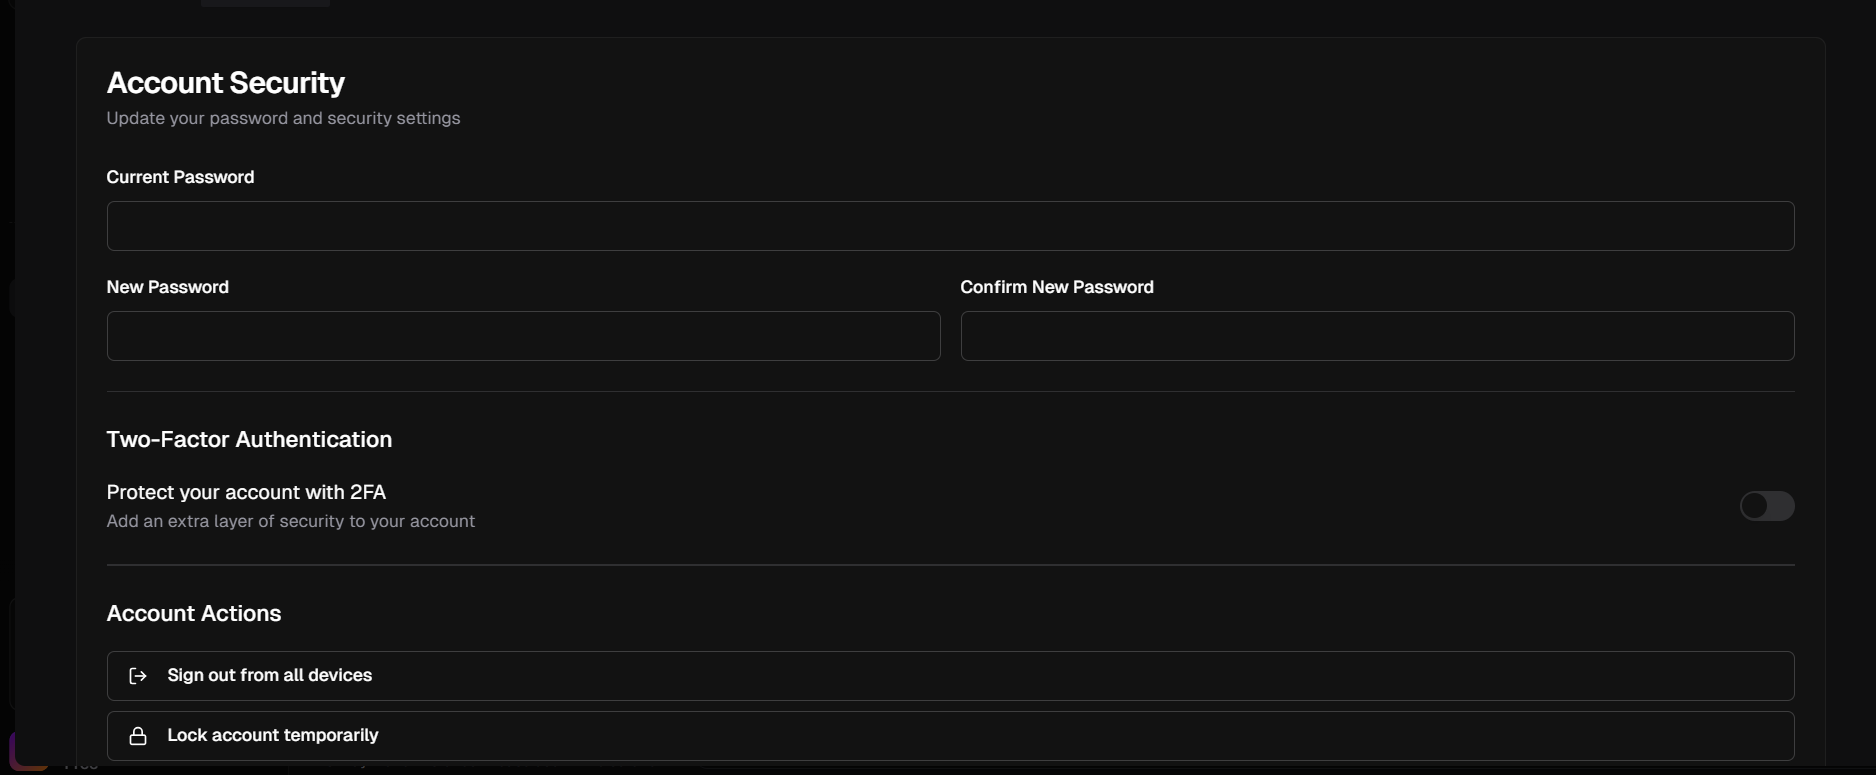 Account Security
Update your password and security settings
Current Password
New Password
Confirm New Password
Two-Factor Authentication
Protect your account with 2FA
Add an extra layer of security to your account
Account Actions
Sign out from all devices
Lock account temporarily